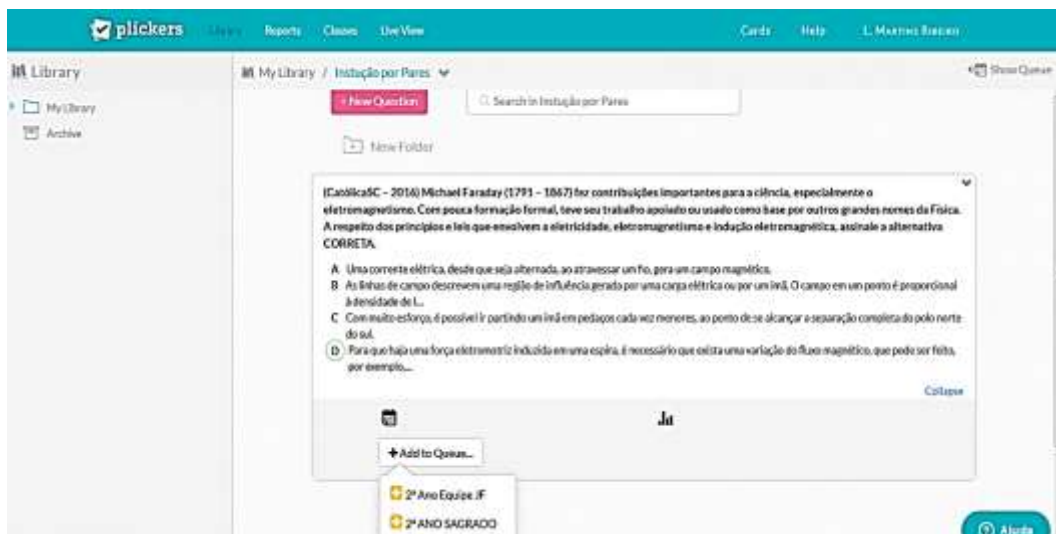 plickers Library Reports Classes Live View Cards Help
Library
My Library / Instução por Pares
Show Queue
My Library
Archive
+ New Question
Search in Instução por Pares
New Folder
(CatólicaSC – 2016) Michael Faraday (1791 – 1867) fez contribuições importantes para a ciência, especialmente o
eletromagnetismo. Com pouca formação formal, teve seu trabalho apoiado ou usado como base por outros grandes nomes da Física.
A respeito dos princípios e leis que envolvem a eletricidade, eletromagnetismo e indução eletromagnética, assinale a alternativa
CORRETA.
A Uma corrente elétrica, desde que seja alternada, ao atravessar um fio, gera um campo magnético.
B As linhas de campo descrevem uma região de influência gerada por uma carga elétrica ou por um imã. O campo em um ponto é proporcional
à densidade de l...
C Com muito esforço, é possível ir partindo um imã em pedaços cada vez menores, ao ponto de se alcançar a separação completa do polo norte
do sul.
D Para que haja uma força eletromotriz induzida em uma espira, é necessário que exista uma variação do fluxo magnético, que pode ser feito,
por exemplo,...
Collapse
+Add to Queue...
2º Ano Equipe JF
2º ANO SAGRADO
Ajuda